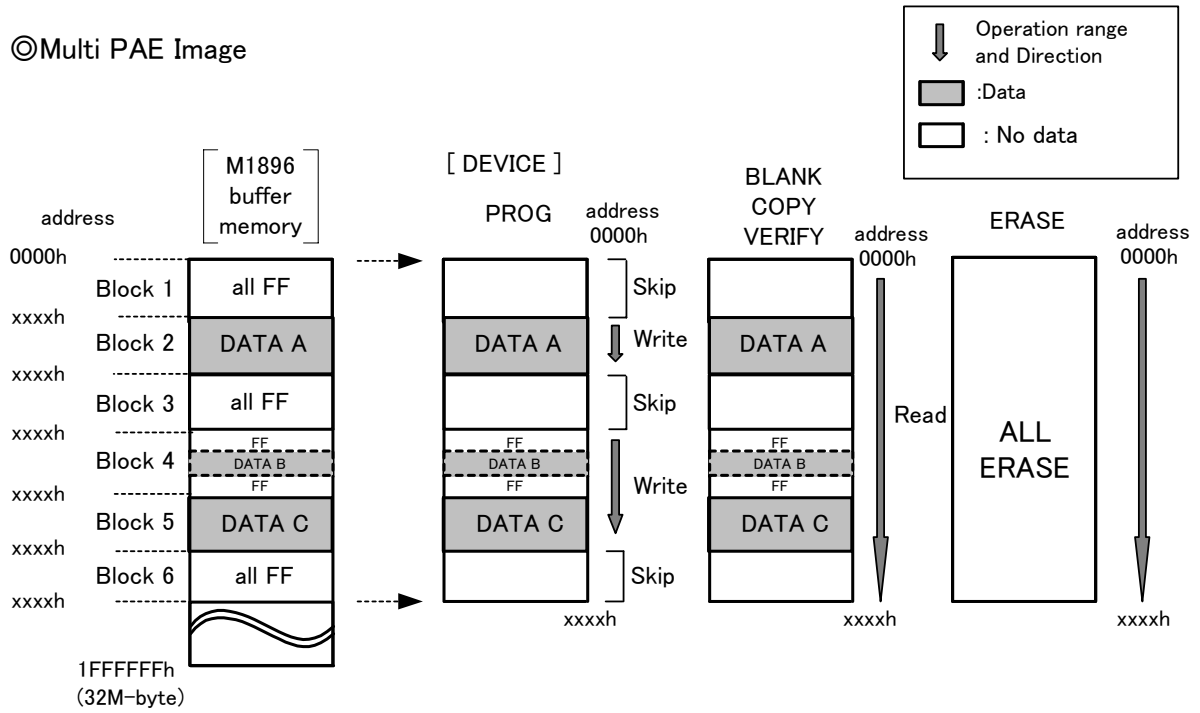 ◎Multi PAE Image
Operation range
and Direction
:Data
: No data
M1896
buffer
memory
[ DEVICE ]
PROG
BLANK
COPY
VERIFY
ERASE
address
0000h
address
0000h
address
0000h
address
0000h
Block 1
all FF
Skip
xxxxh
Block 2
DATA A
DATA A
Write
DATA A
xxxxh
Block 3
all FF
Skip
Read
xxxxh
Block 4
FF
DATA B
FF
FF
DATA B
FF
Write
FF
DATA B
FF
ALL
ERASE
xxxxh
Block 5
DATA C
DATA C
DATA C
xxxxh
Block 6
all FF
Skip
xxxxh
xxxxh
xxxxh
xxxxh
1FFFFFFh
(32M-byte)